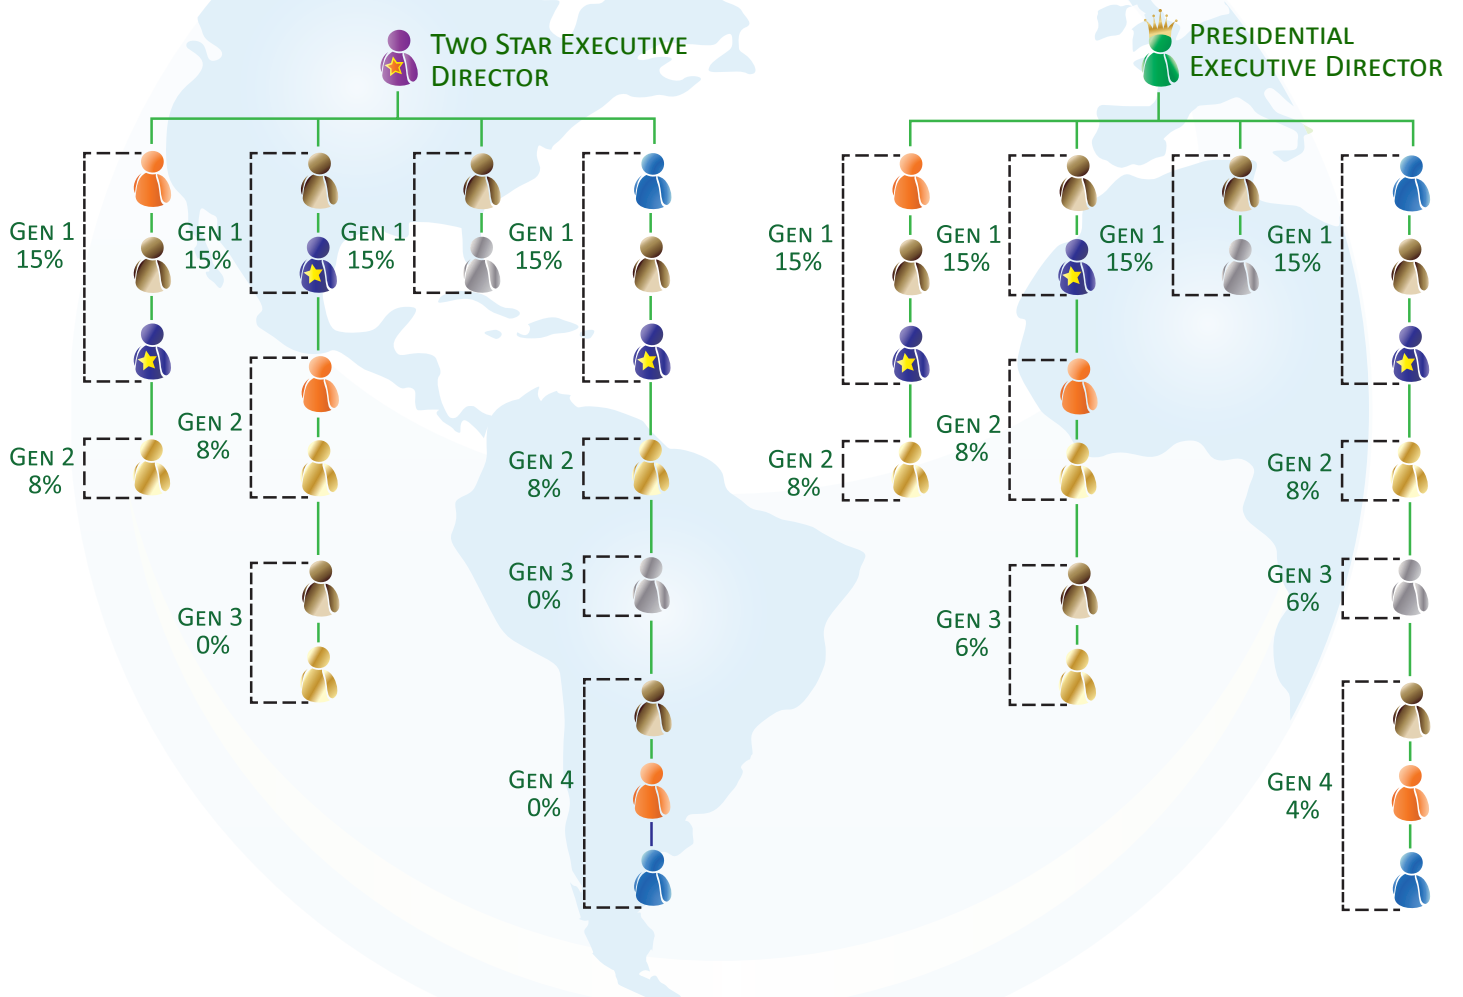 Two Star Executive
Director
Presidential
Executive Director
Gen 1
15%
Gen 1
15%
Gen 1
15%
Gen 1
15%
Gen 2
8%
Gen 2
8%
Gen 2
8%
Gen 3
0%
Gen 3
0%
Gen 4
0%
Gen 1
15%
Gen 1
15%
Gen 1
15%
Gen 1
15%
Gen 2
8%
Gen 2
8%
Gen 2
8%
Gen 3
6%
Gen 3
6%
Gen 4
4%